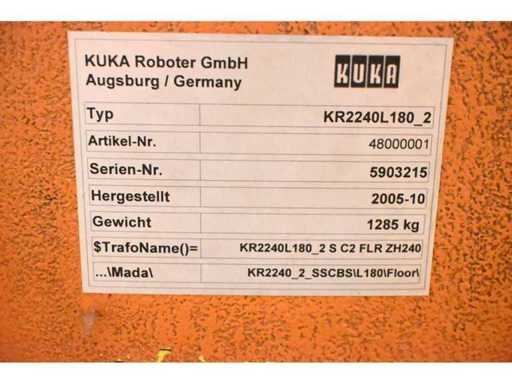 KUKA Roboter GmbH
Augsburg / Germany
KUKA
Typ KR2240L180_2
Artikel-Nr. 48000001
Serien-Nr. 5903215
Hergestellt 2005-10
Gewicht 1285 kg
$TrafoName()= KR2240L180_2 S C2 FLR ZH240
...\Mada\ KR2240_2_SSCBS\L180\Floor\